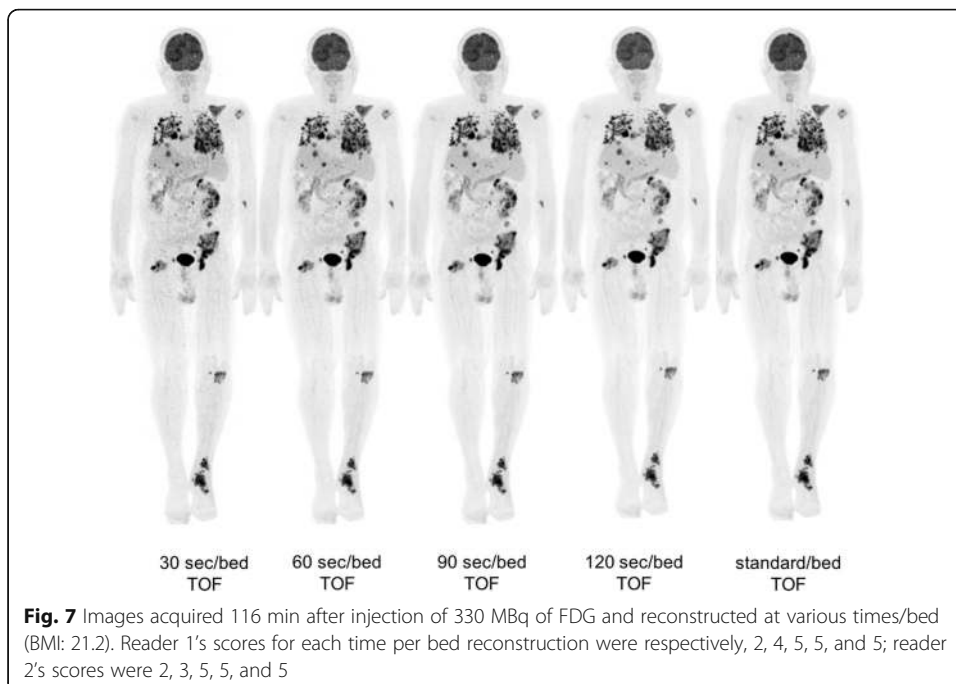 30 sec/bed 60 sec/bed 90 sec/bed 120 sec/bed standard/bed
TOF TOF TOF TOF TOF
Fig. 7 Images acquired 116 min after injection of 330 MBq of FDG and reconstructed at various times/bed
(BMI: 21.2). Reader 1's scores for each time per bed reconstruction were respectively, 2, 4, 5, 5, and 5; reader
2's scores were 2, 3, 5, 5, and 5